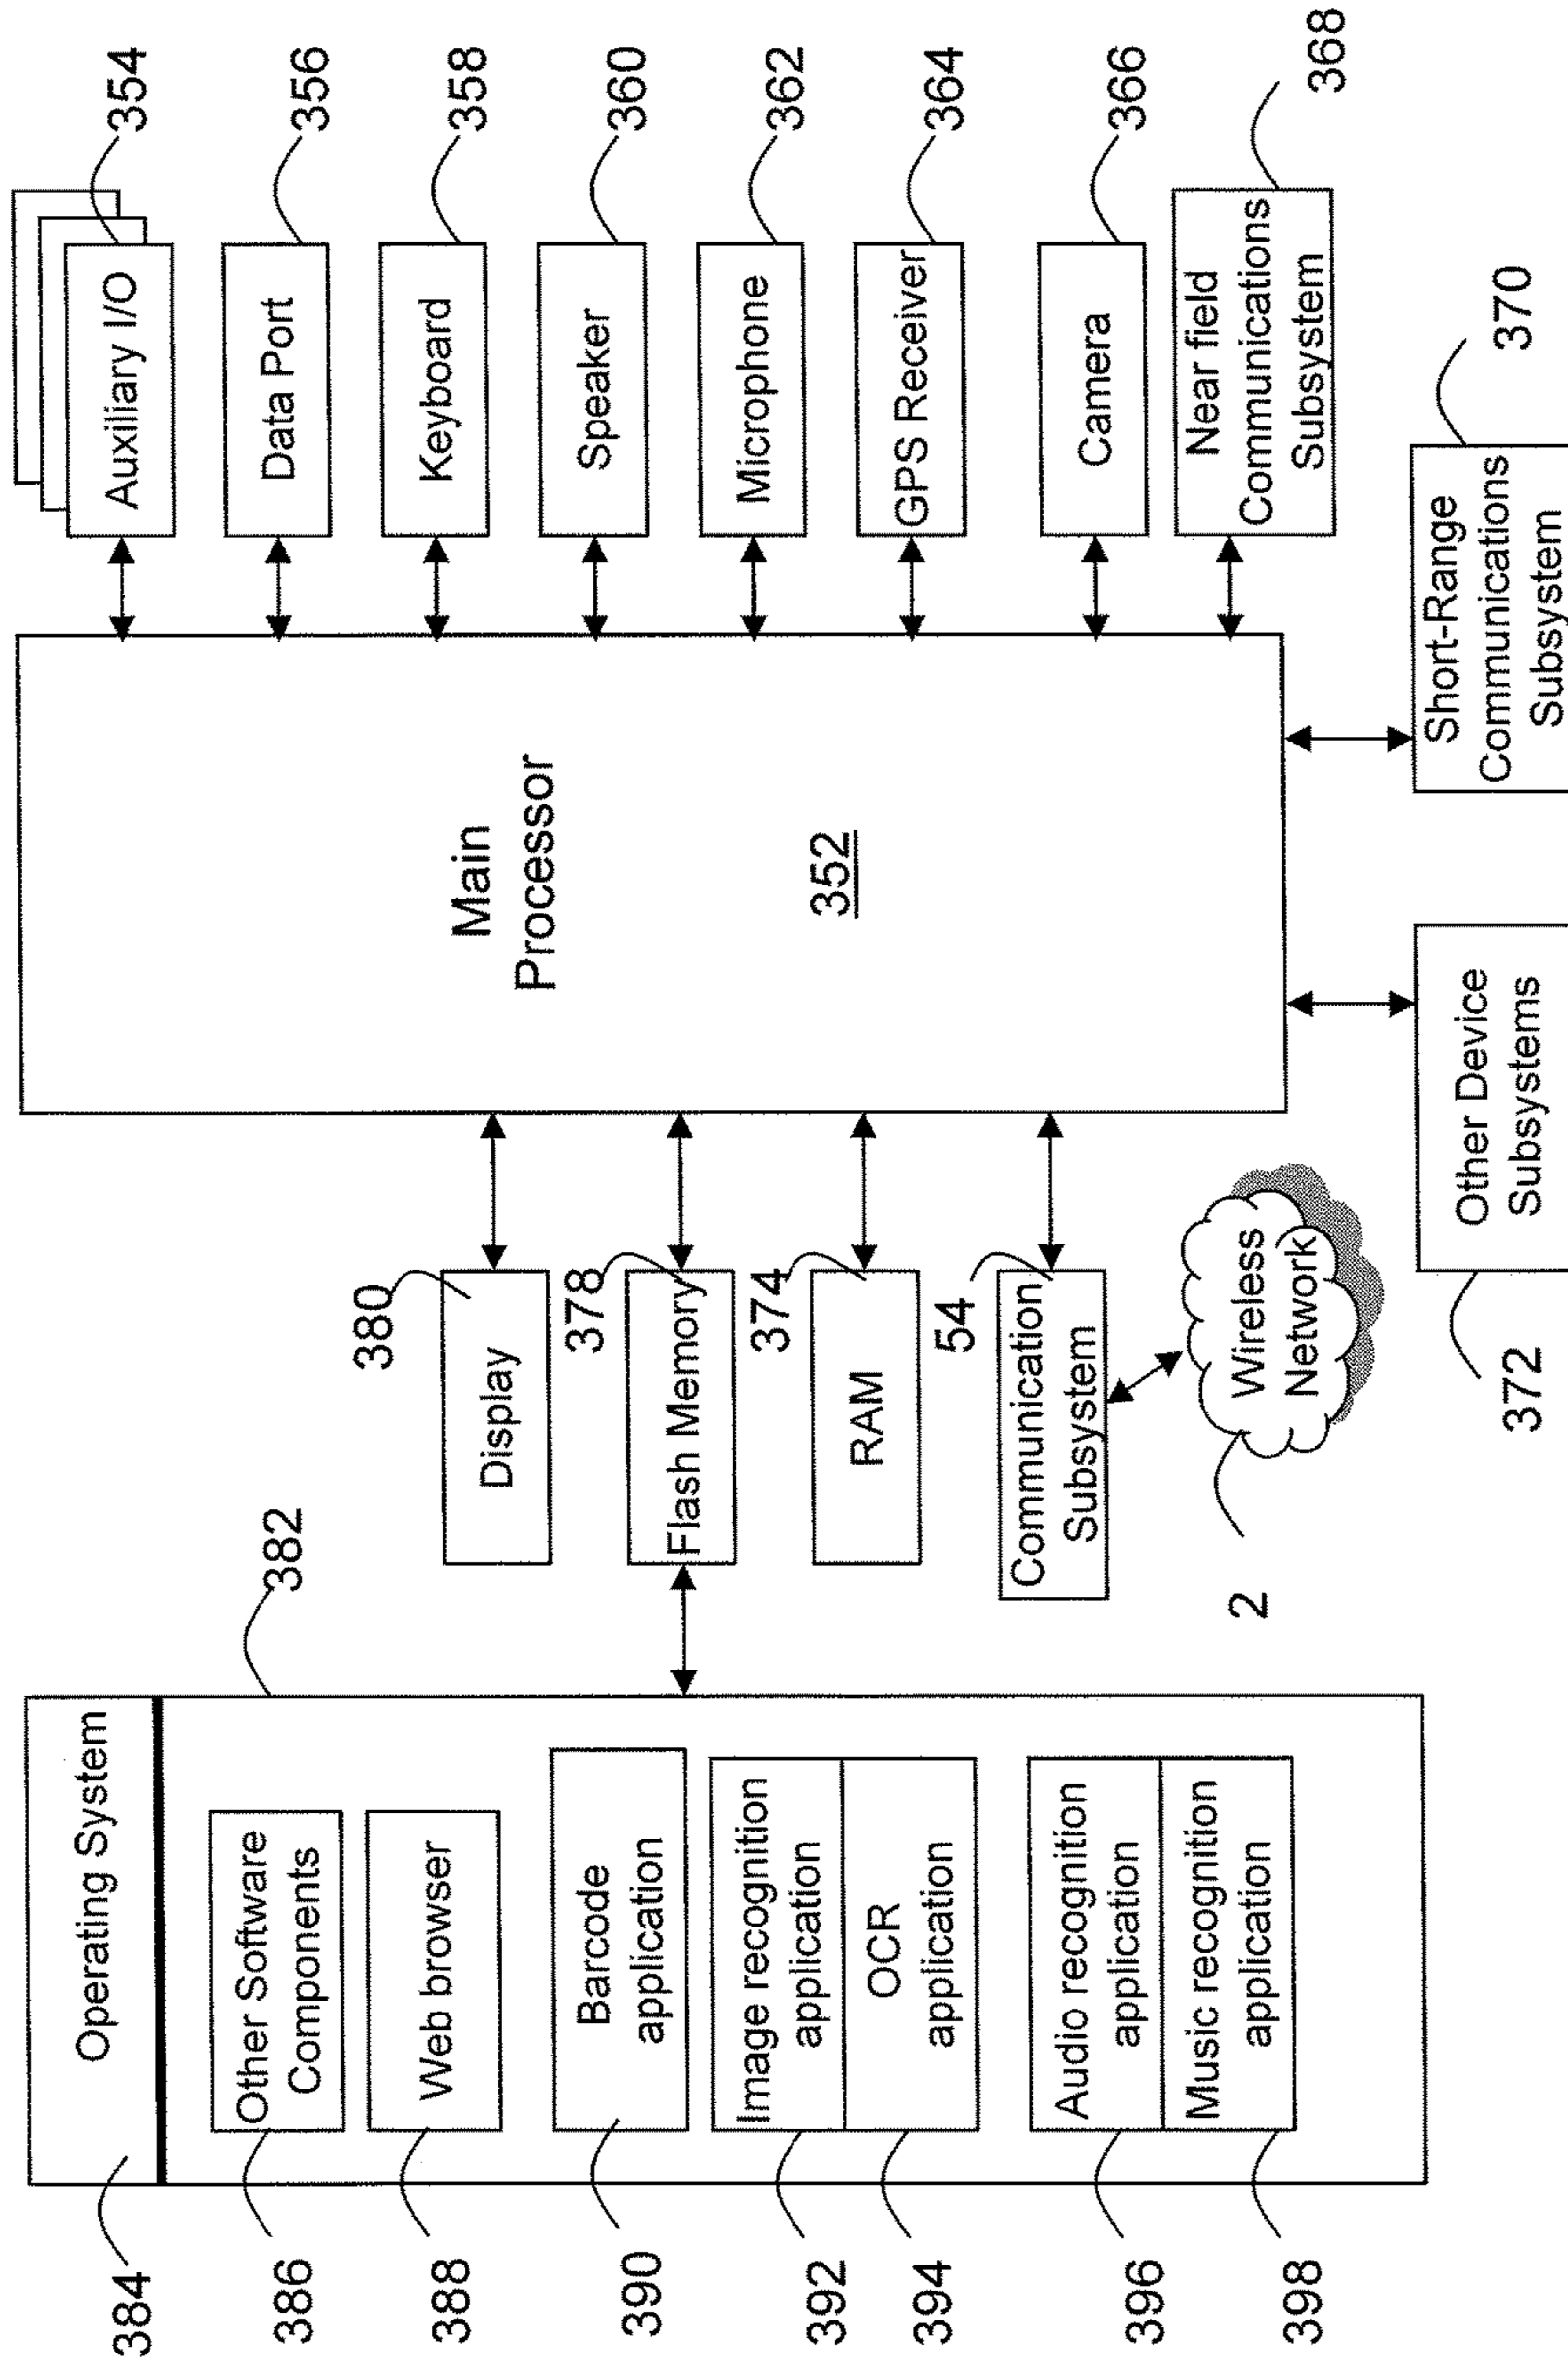 384
Operating System
382
386
Other Software
Components
388
Web browser
390
Barcode
application
392
Image recognition
application
394
OCR
application
396
Audio recognition
application
398
Music recognition
application
380
Display
378
Flash Memory
374
RAM
54
Communication
Subsystem
2
Wireless
Network
Main
Processor
352
Auxiliary I/O
354
Data Port
356
Keyboard
358
Speaker
360
Microphone
362
GPS Receiver
364
Camera
366
Near field
Communications
Subsystem
368
Other Device
Subsystems
372
Short-Range
Communications
Subsystem
370